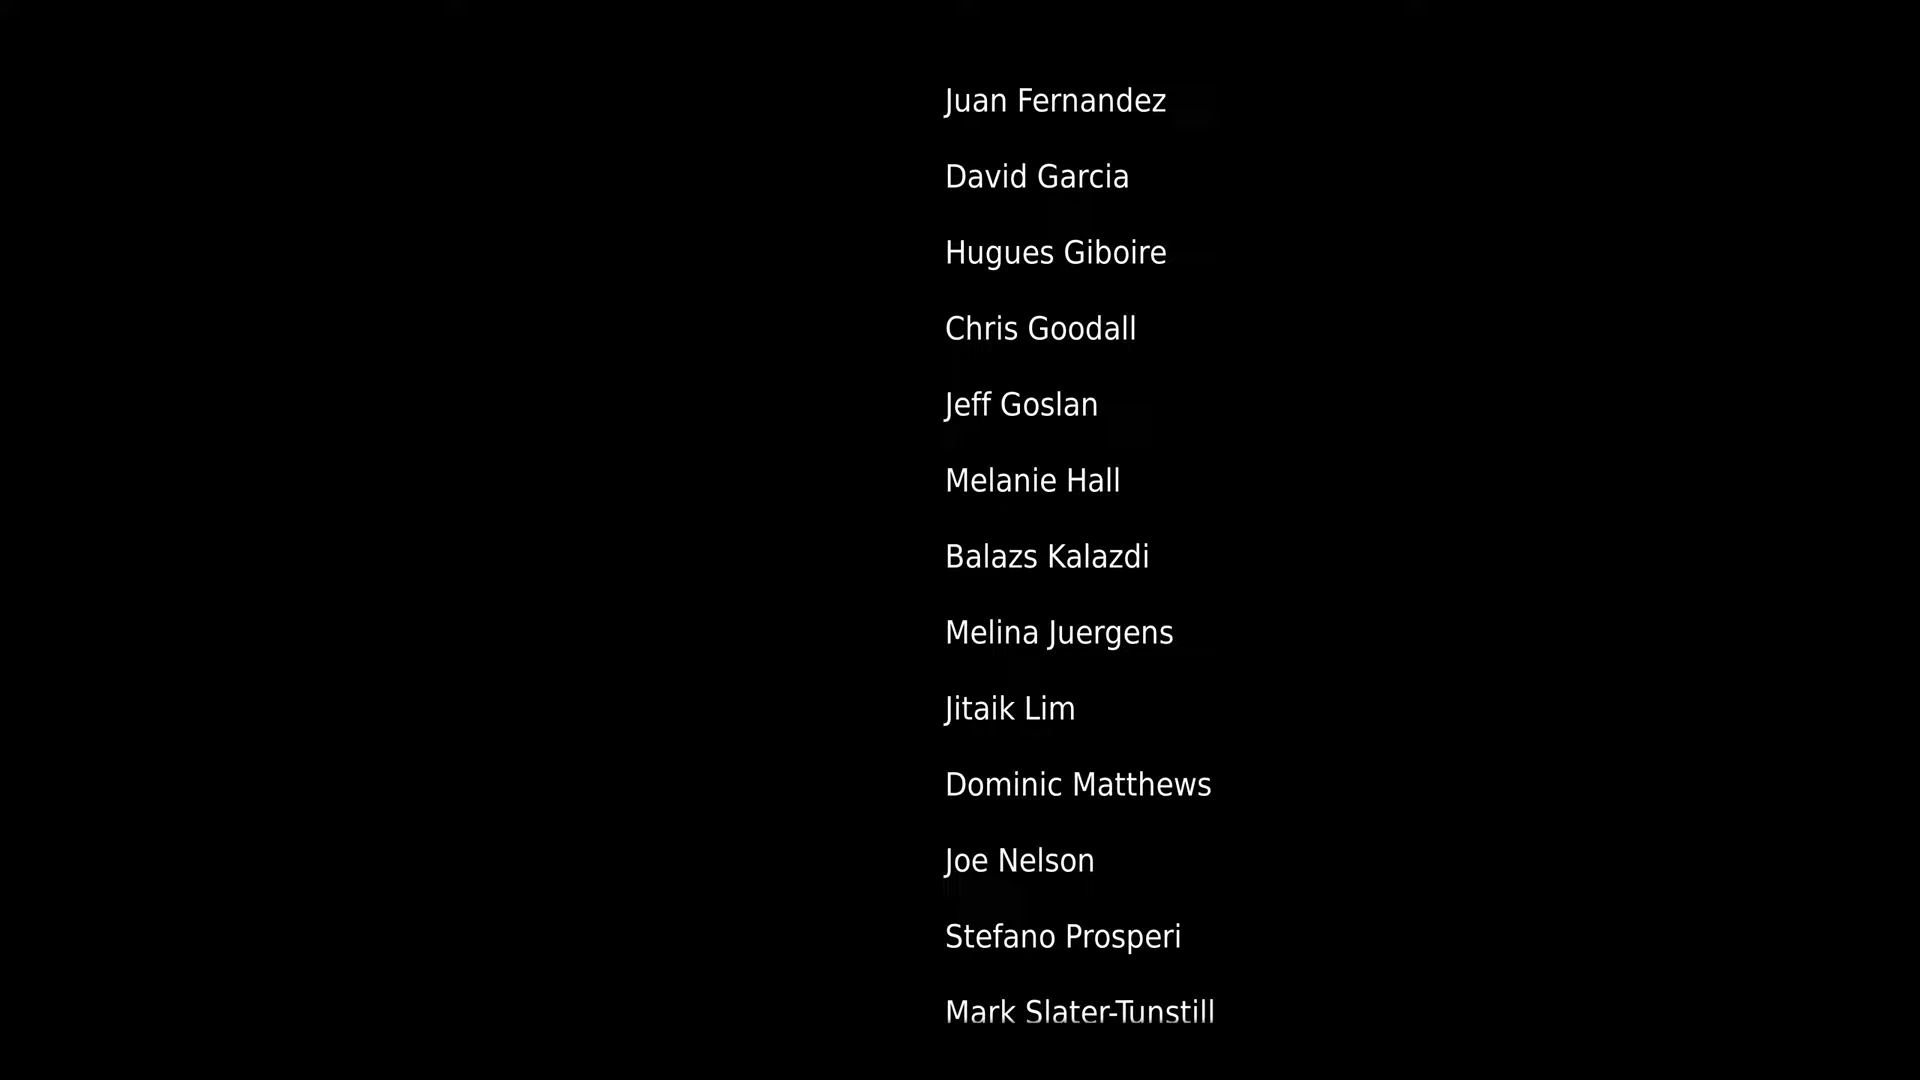 Juan Fernandez
David Garcia
Hugues Giboire
Chris Goodall
Jeff Goslan
Melanie Hall
Balazs Kalazdi
Melina Juergens
Jitaik Lim
Dominic Matthews
Joe Nelson
Stefano Prosperi
Mark Slater-Tunstill